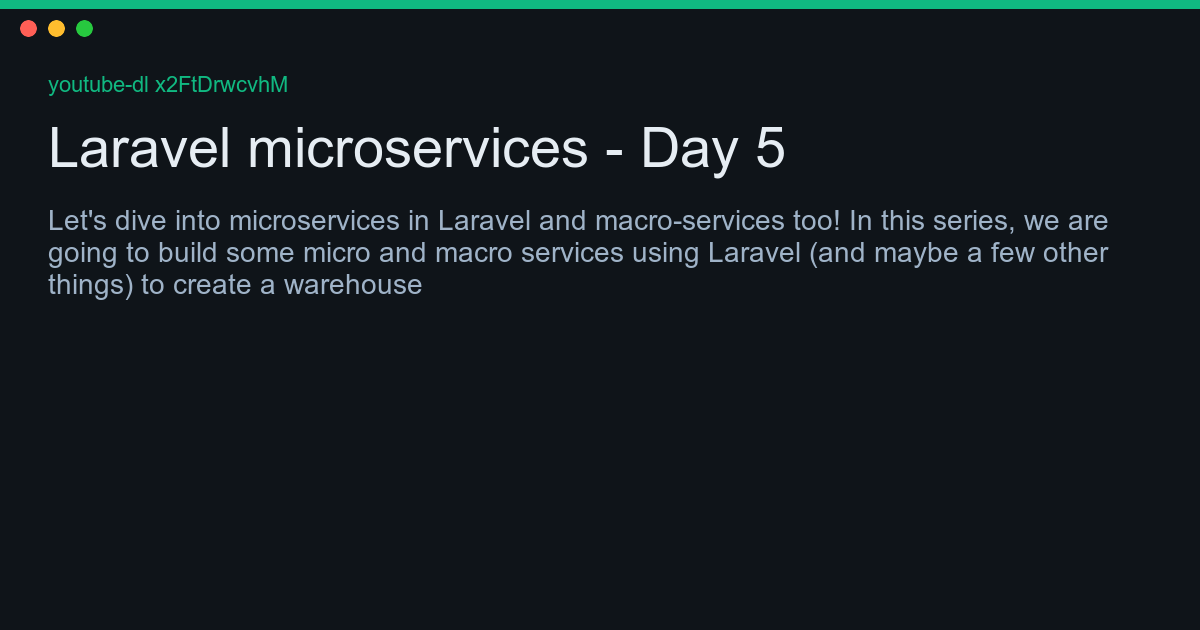 youtube-dl x2FtDrwcvhM
Laravel microservices - Day 5
Let's dive into microservices in Laravel and macro-services too! In this series, we are
going to build some micro and macro services using Laravel (and maybe a few other
things) to create a warehouse